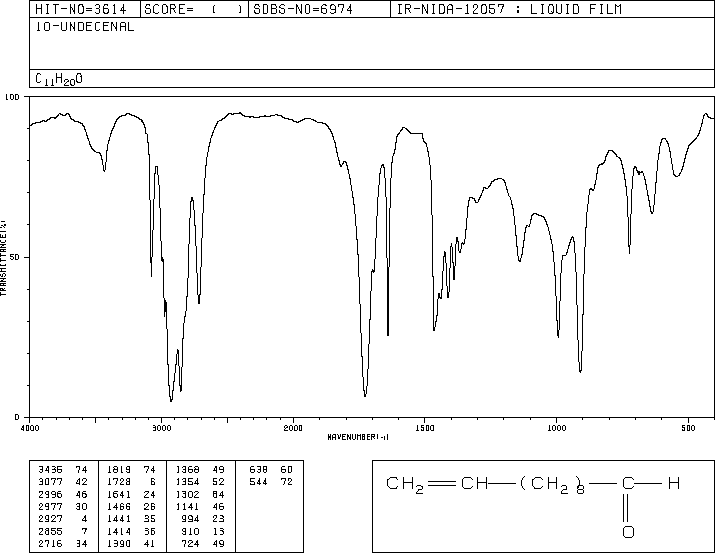 HIT-NO=3614 SCORE= ( ) SDBS-NO=6974 IR-NIDA-12057 : LIQUID FILM
10-UNDECENAL
C11H20O
100
TRANSMITTANCE(%)
50
0
4000 3000 2000 1500 1000 500
WAVENUMBER(-1)
3435 74 1819 74 1368 49 638 60
3077 42 1728 6 1354 52 544 72
2996 46 1641 24 1302 64
2977 30 1466 26 1141 46
2927 4 1441 35 994 23
2855 7 1414 36 910 13
2716 34 1390 41 724 49
CH2=CH-(CH2)8-C-H
O